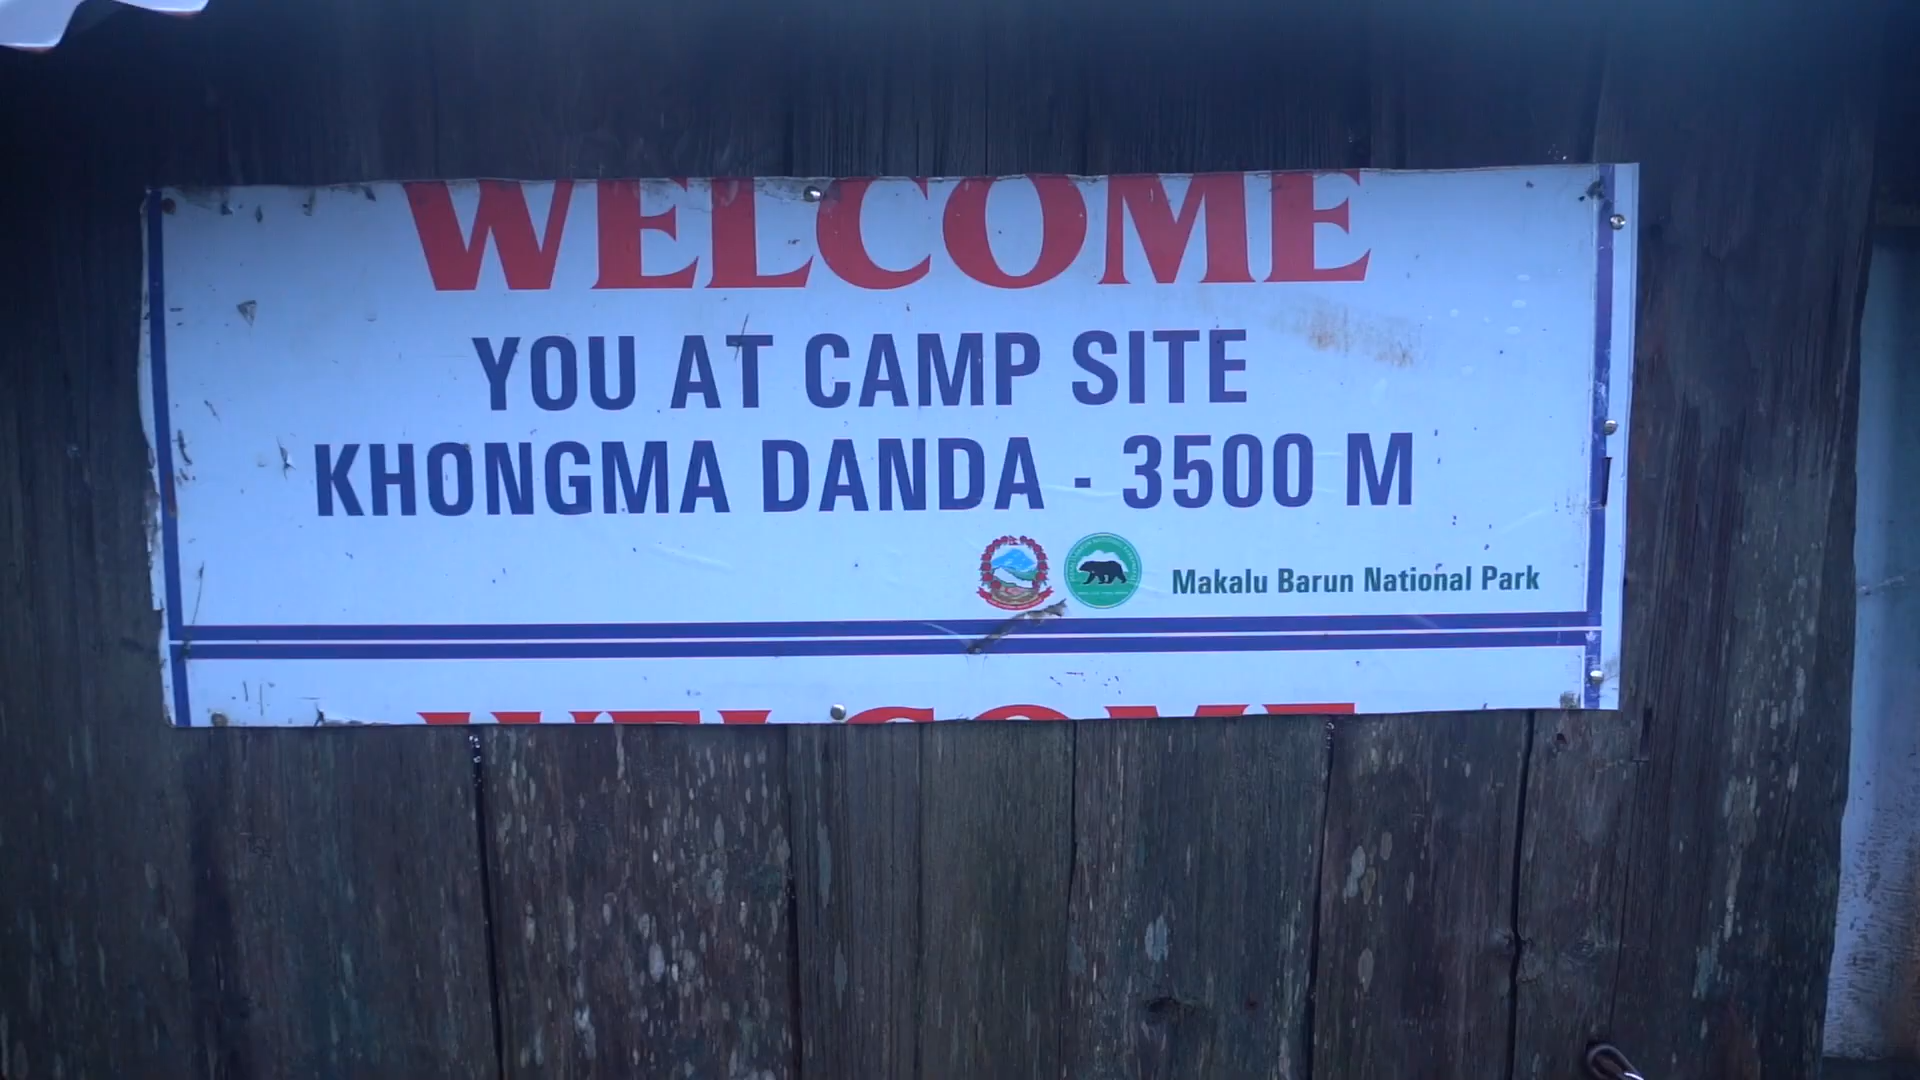 WELCOME
YOU AT CAMP SITE
KHONGMA DANDA - 3500 M
Makalu Barun National Park
WELCOME